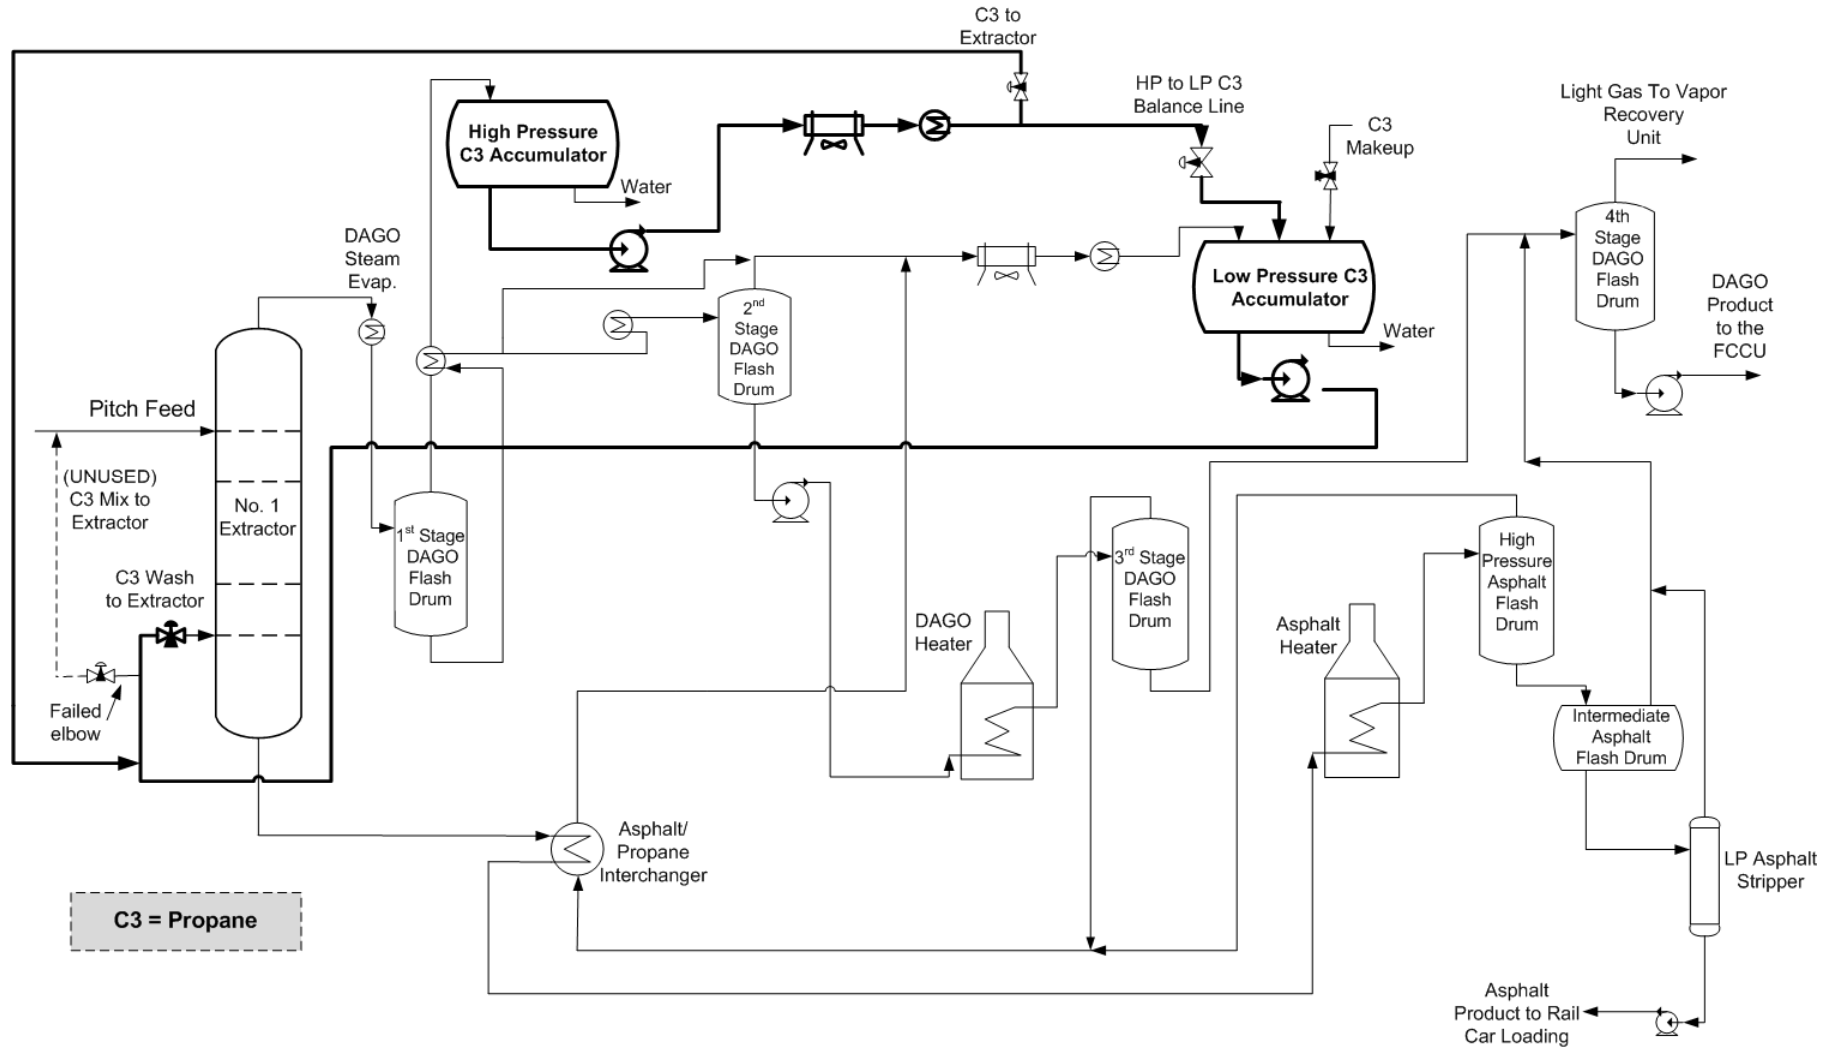 C3 to
Extractor
HP to LP C3
Balance Line
Light Gas To Vapor
Recovery
Unit
High Pressure
C3 Accumulator
C3
Makeup
Water
4th
Stage
DAGO
Flash
Drum
DAGO
Steam
Evap.
Low Pressure C3
Accumulator
DAGO
Product
to the
FCCU
2nd
Stage
DAGO
Flash
Drum
Water
Pitch Feed
(UNUSED)
C3 Mix to
Extractor
No. 1
Extractor
1st Stage
DAGO
Flash
Drum
3rd Stage
DAGO
Flash
Drum
High
Pressure
Asphalt
Flash
Drum
C3 Wash
to Extractor
DAGO
Heater
Asphalt
Heater
Failed
elbow
Intermediate
Asphalt
Flash Drum
Asphalt/
Propane
Interchanger
LP Asphalt
Stripper
C3 = Propane
Asphalt
Product to Rail
Car Loading